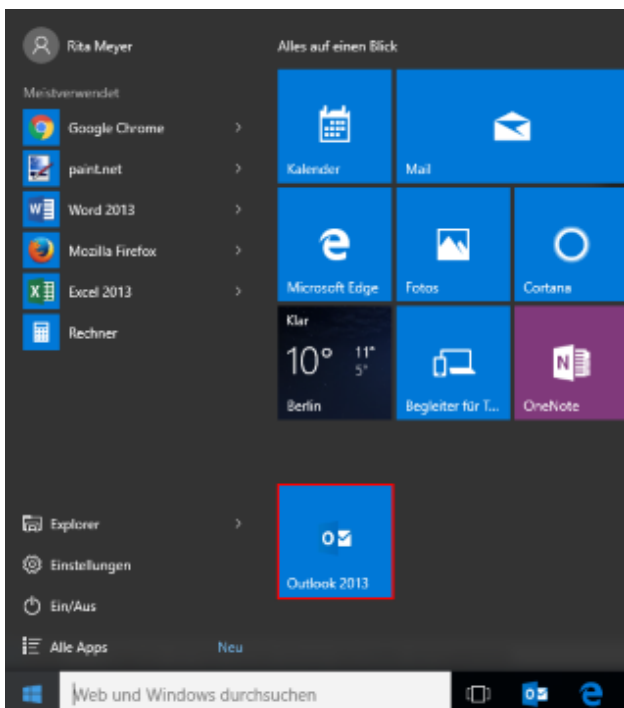 Rita Meyer
Meistverwendet
Google Chrome
paint.net
Word 2013
Mozilla Firefox
Excel 2013
Rechner
Explorer
Einstellungen
Ein/Aus
Alle Apps Neu
Alles auf einen Blick
Kalender Mail
Microsoft Edge Fotos Cortana
Klar
10° 11°
5°
Berlin Begleiter für T... OneNote
Outlook 2013
Web und Windows durchsuchen